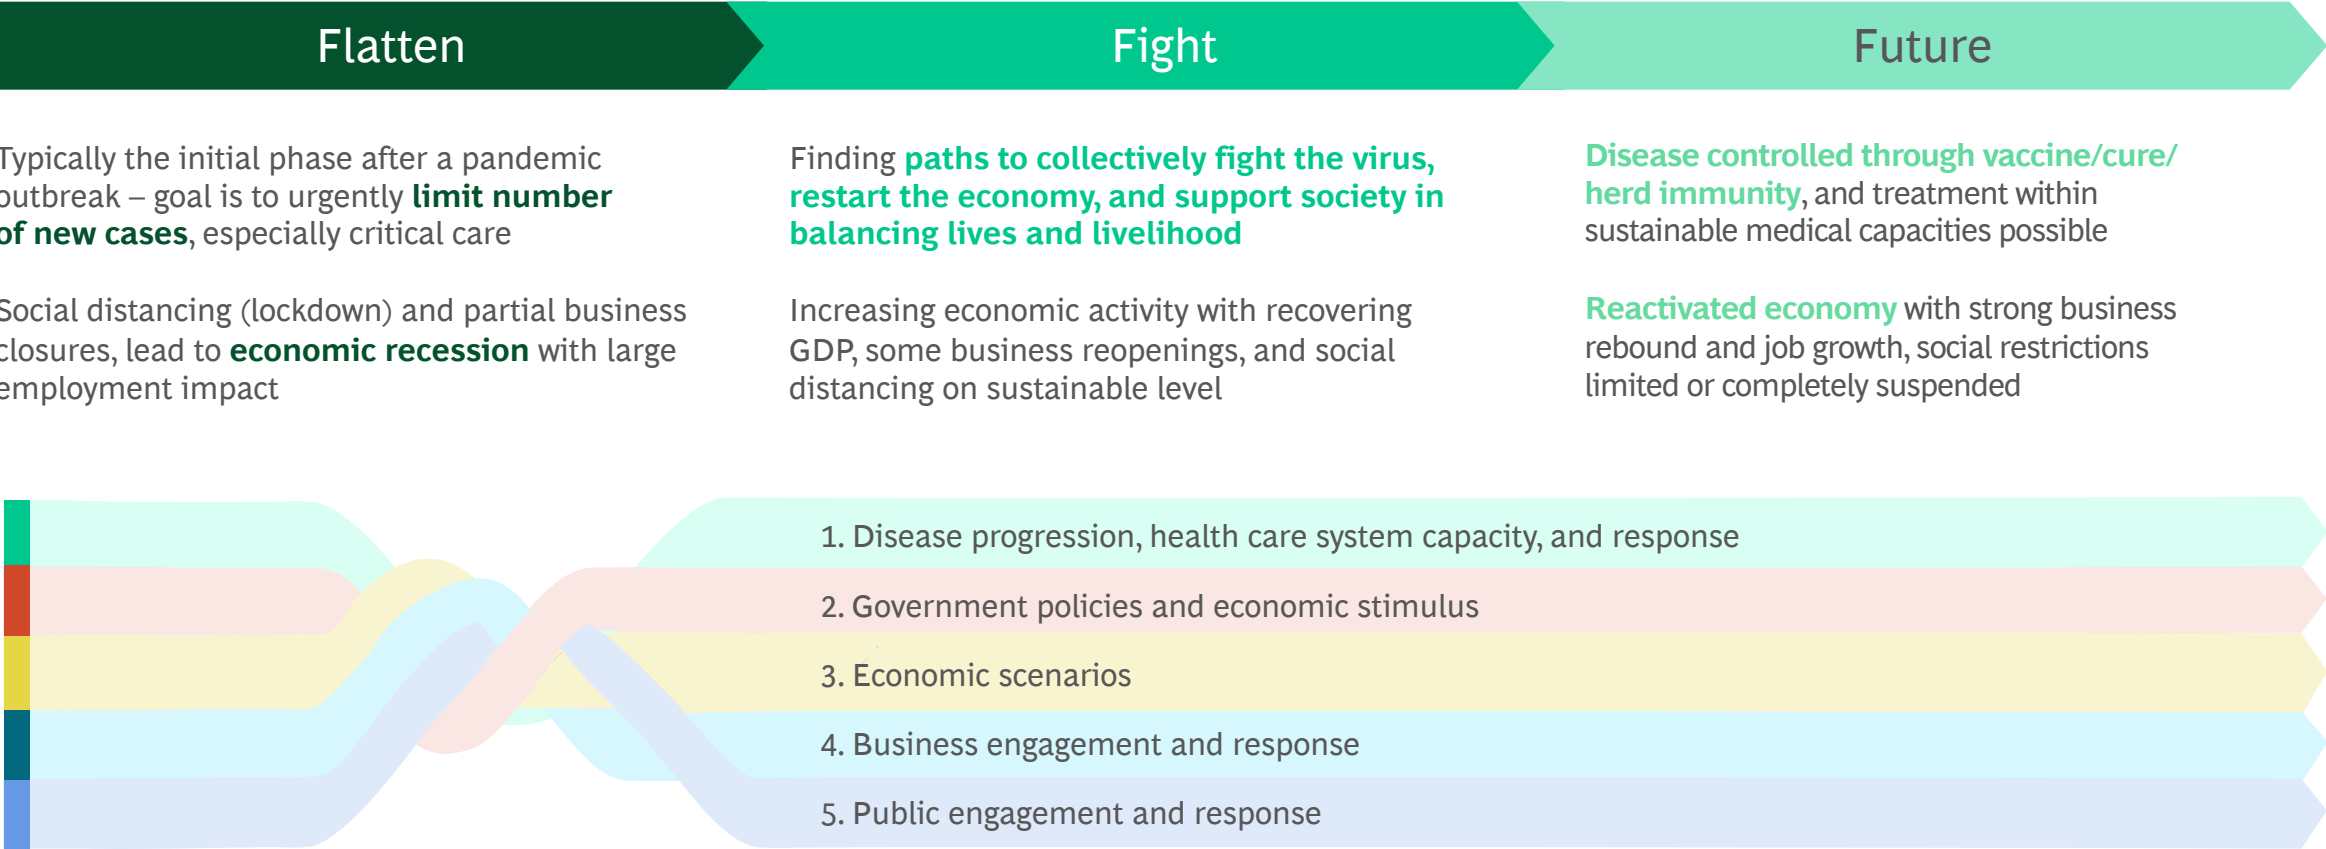 Flatten
Fight
Future
Typically the initial phase after a pandemic
outbreak – goal is to urgently limit number
of new cases, especially critical care
Social distancing (lockdown) and partial business
closures, lead to economic recession with large
employment impact
Finding paths to collectively fight the virus,
restart the economy, and support society in
balancing lives and livelihood
Increasing economic activity with recovering
GDP, some business reopenings, and social
distancing on sustainable level
Disease controlled through vaccine/cure/
herd immunity, and treatment within
sustainable medical capacities possible
Reactivated economy with strong business
rebound and job growth, social restrictions
limited or completely suspended
1. Disease progression, health care system capacity, and response
2. Government policies and economic stimulus
3. Economic scenarios
4. Business engagement and response
5. Public engagement and response